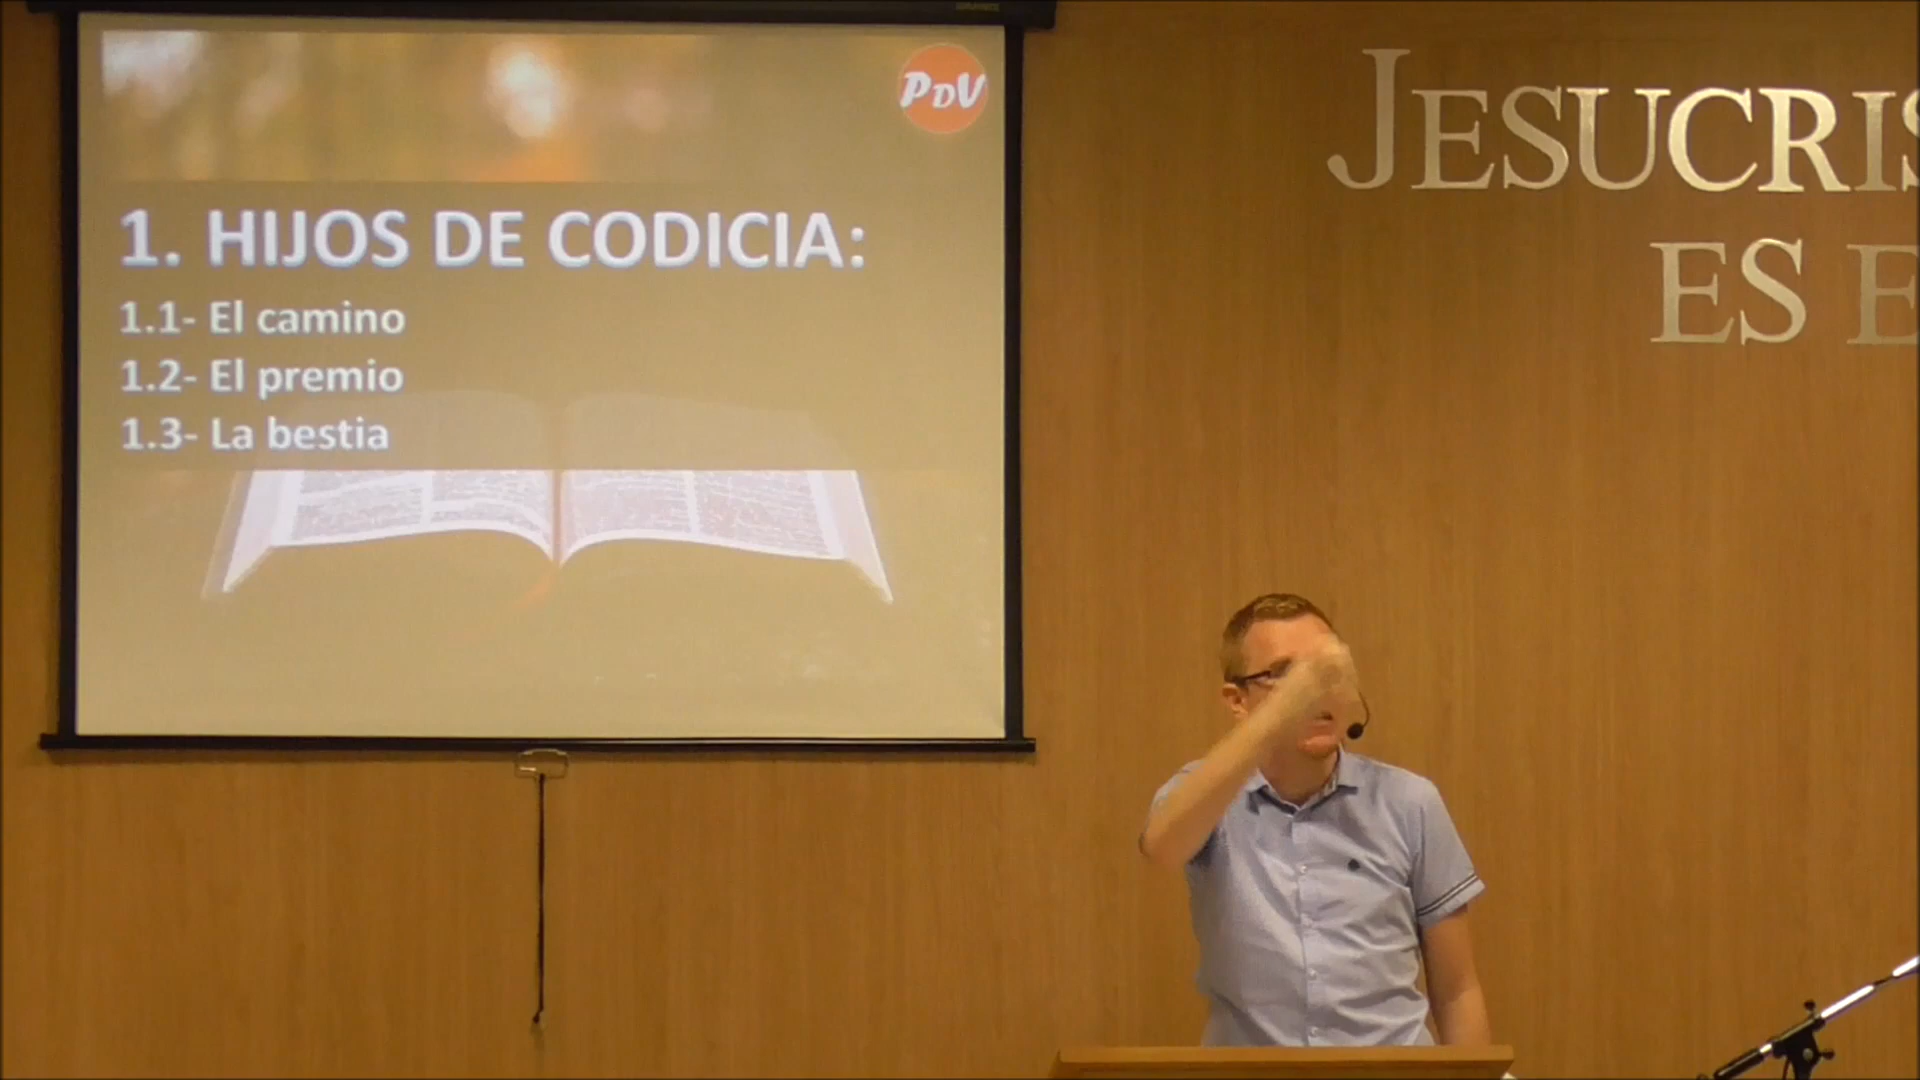 PDV
1. HIJOS DE CODICIA:
1.1- El camino
1.2- El premio
1.3- La bestia
JESUCRIS
ES E